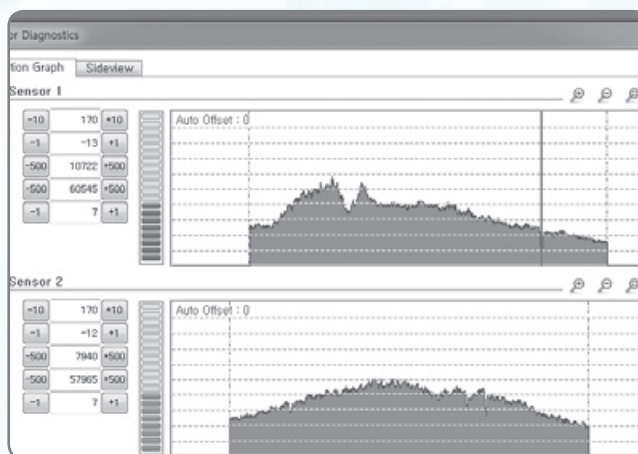 or Diagnostics
tion Graph Sideview
Sensor 1
-10 170 +10
-1 -13 +1
-500 10722 +500
-500 60545 +500
-1 7 +1
Auto Offset : 0
Sensor 2
-10 170 +10
-1 -12 +1
-500 7940 +500
-500 57965 +500
-1 7 +1
Auto Offset : 0